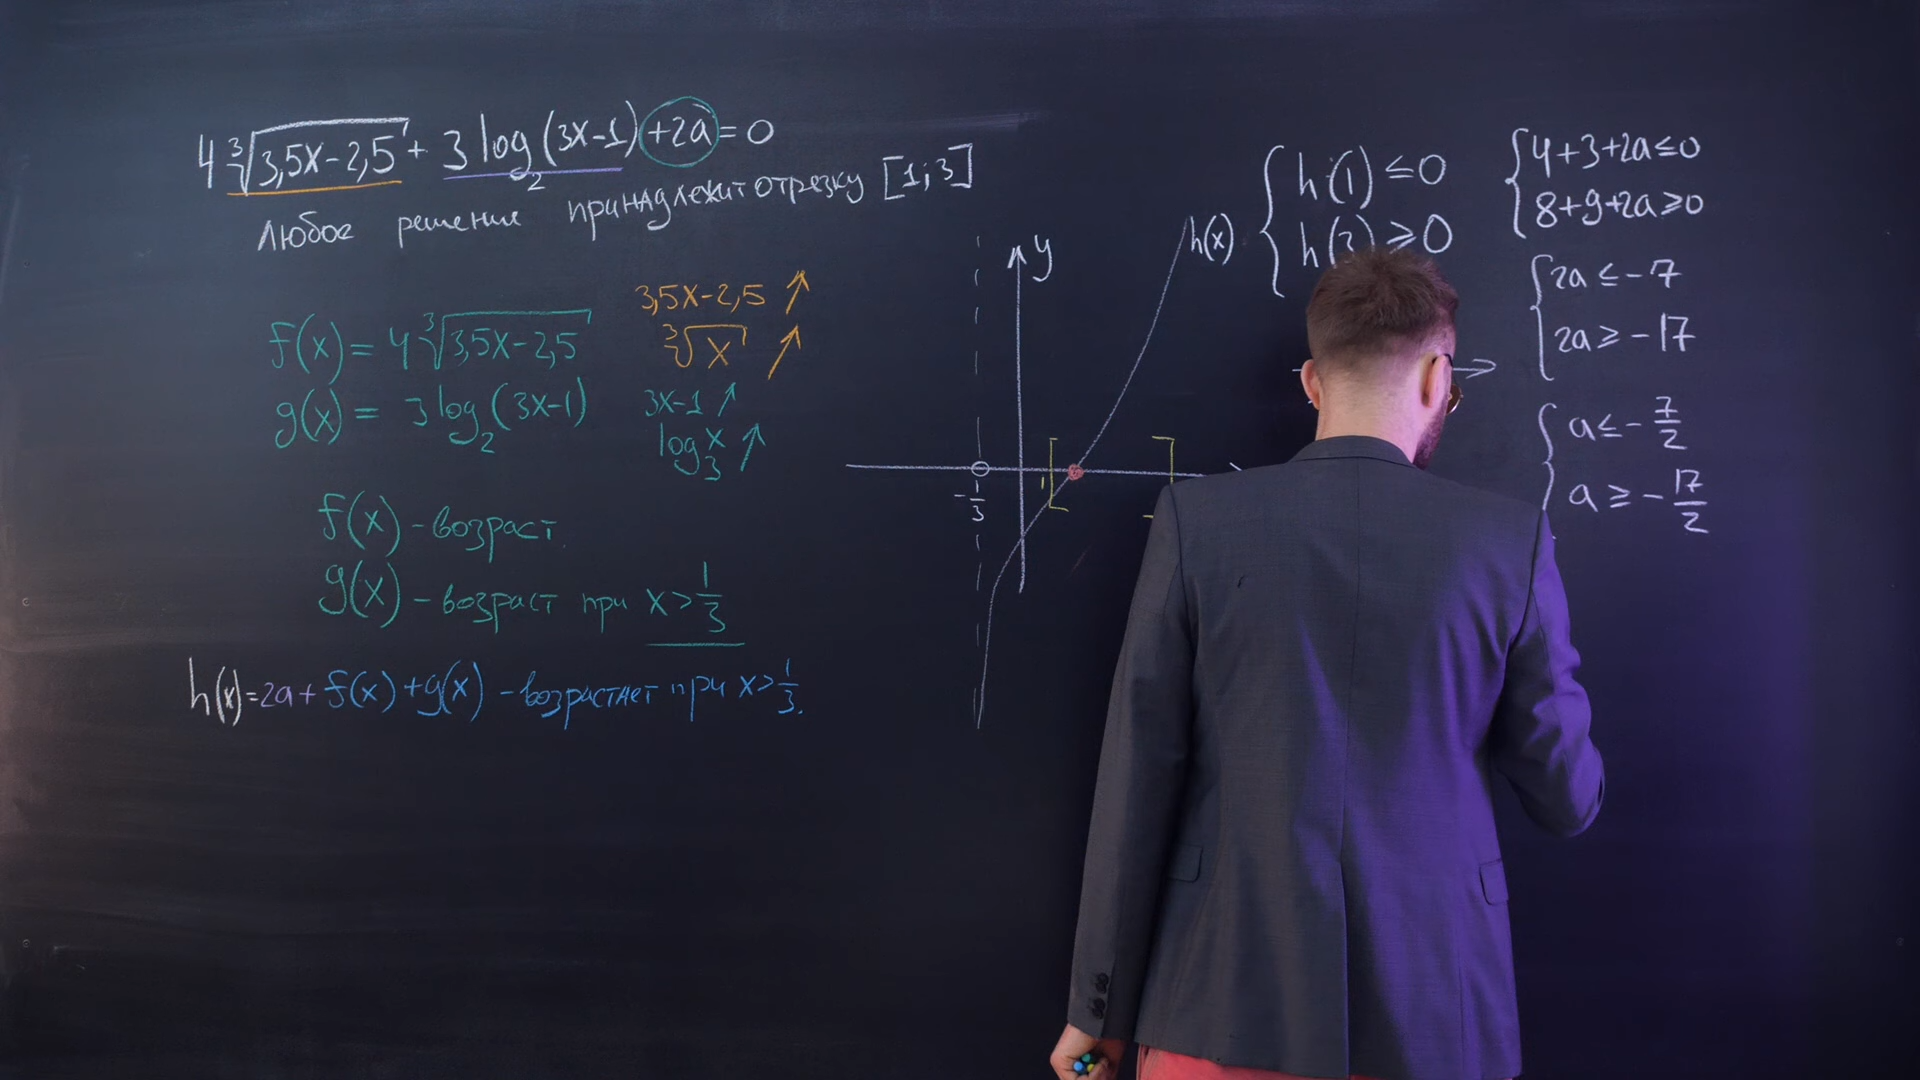 4∛(3,5x-2,5) + 3log₂(3x-1)+2a=0
Любое решение принадлежит отрезку [1;3]
f(x)= 4∛(3,5x-2,5)
g(x) = 3log₂(3x-1)
3,5x-2,5 ↗
∛x ↗
3x-1 ↗
log₃x ↗
f(x) - возраст.
g(x) - возраст при x>1/3
h(x)=2a+f(x)+g(x) - возрастает при x>1/3.
y
h(x)
-1/3
1
{h(1)≤0
h(3)≥0
{4+3+2a≤0
8+9+2a≥0
{2a≤-7
2a≥-17
{a≤-7/2
a≥-17/2